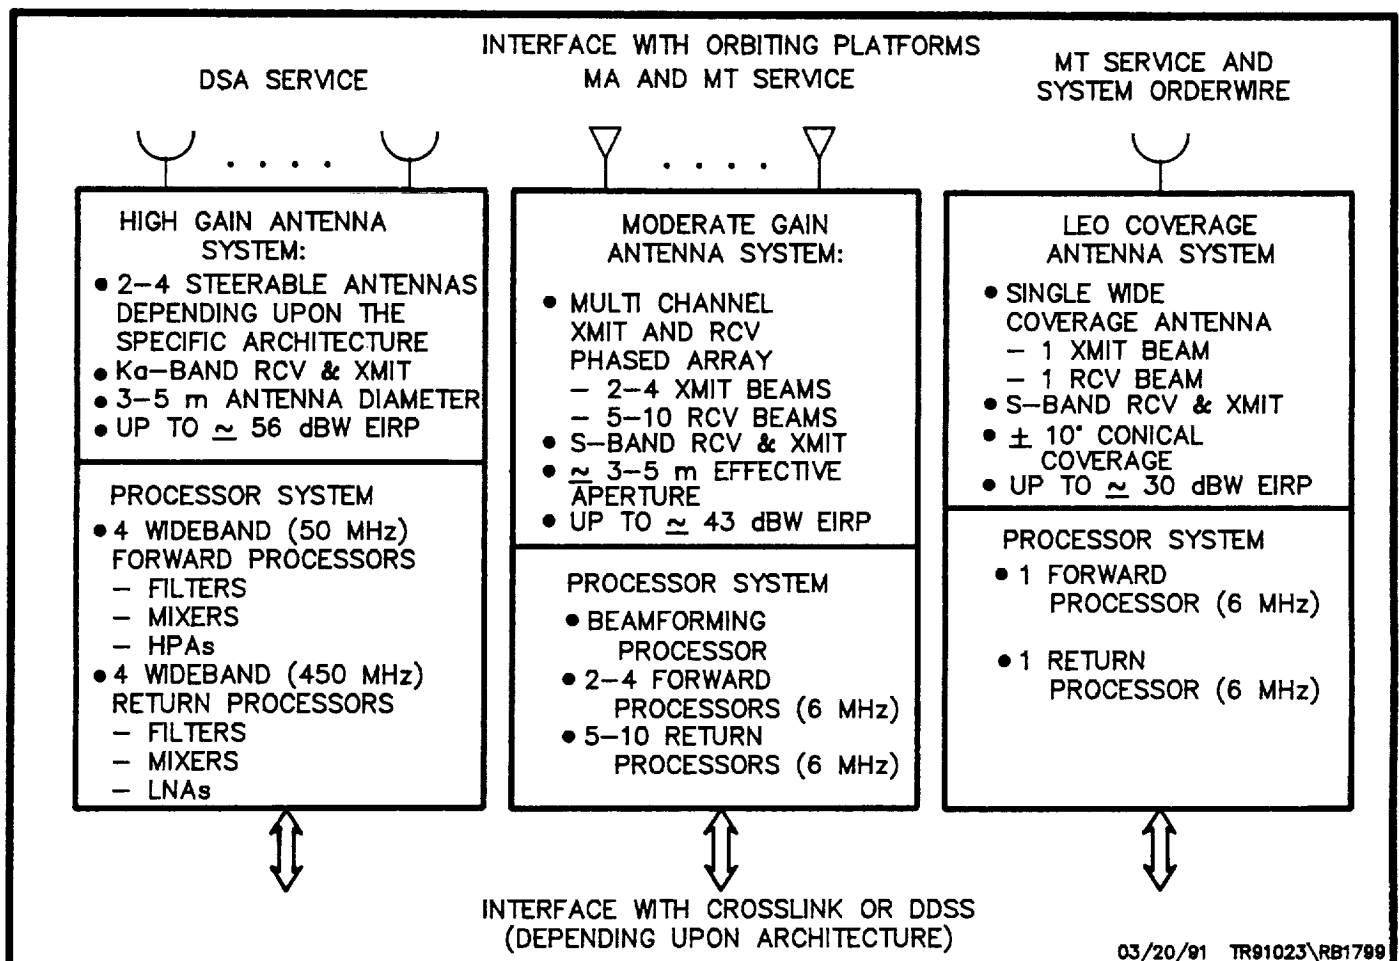 INTERFACE WITH ORBITING PLATFORMS
DSA SERVICE
MA AND MT SERVICE
MT SERVICE AND
SYSTEM ORDERWIRE
HIGH GAIN ANTENNA
SYSTEM:
● 2-4 STEERABLE ANTENNAS
DEPENDING UPON THE
SPECIFIC ARCHITECTURE
● Ka-BAND RCV & XMIT
● 3-5 m ANTENNA DIAMETER
● UP TO ≃ 56 dBW EIRP
PROCESSOR SYSTEM
● 4 WIDEBAND (50 MHz)
FORWARD PROCESSORS
- FILTERS
- MIXERS
- HPAs
● 4 WIDEBAND (450 MHz)
RETURN PROCESSORS
- FILTERS
- MIXERS
- LNAs
MODERATE GAIN
ANTENNA SYSTEM:
● MULTI CHANNEL
XMIT AND RCV
PHASED ARRAY
- 2-4 XMIT BEAMS
- 5-10 RCV BEAMS
● S-BAND RCV & XMIT
● ≃ 3-5 m EFFECTIVE
APERTURE
● UP TO ≃ 43 dBW EIRP
PROCESSOR SYSTEM
● BEAMFORMING
PROCESSOR
● 2-4 FORWARD
PROCESSORS (6 MHz)
● 5-10 RETURN
PROCESSORS (6 MHz)
LEO COVERAGE
ANTENNA SYSTEM
● SINGLE WIDE
COVERAGE ANTENNA
- 1 XMIT BEAM
- 1 RCV BEAM
● S-BAND RCV & XMIT
● ± 10° CONICAL
COVERAGE
● UP TO ≃ 30 dBW EIRP
PROCESSOR SYSTEM
● 1 FORWARD
PROCESSOR (6 MHz)
● 1 RETURN
PROCESSOR (6 MHz)
INTERFACE WITH CROSSLINK OR DDSS
(DEPENDING UPON ARCHITECTURE)
03/20/91 TR91023\RB1799